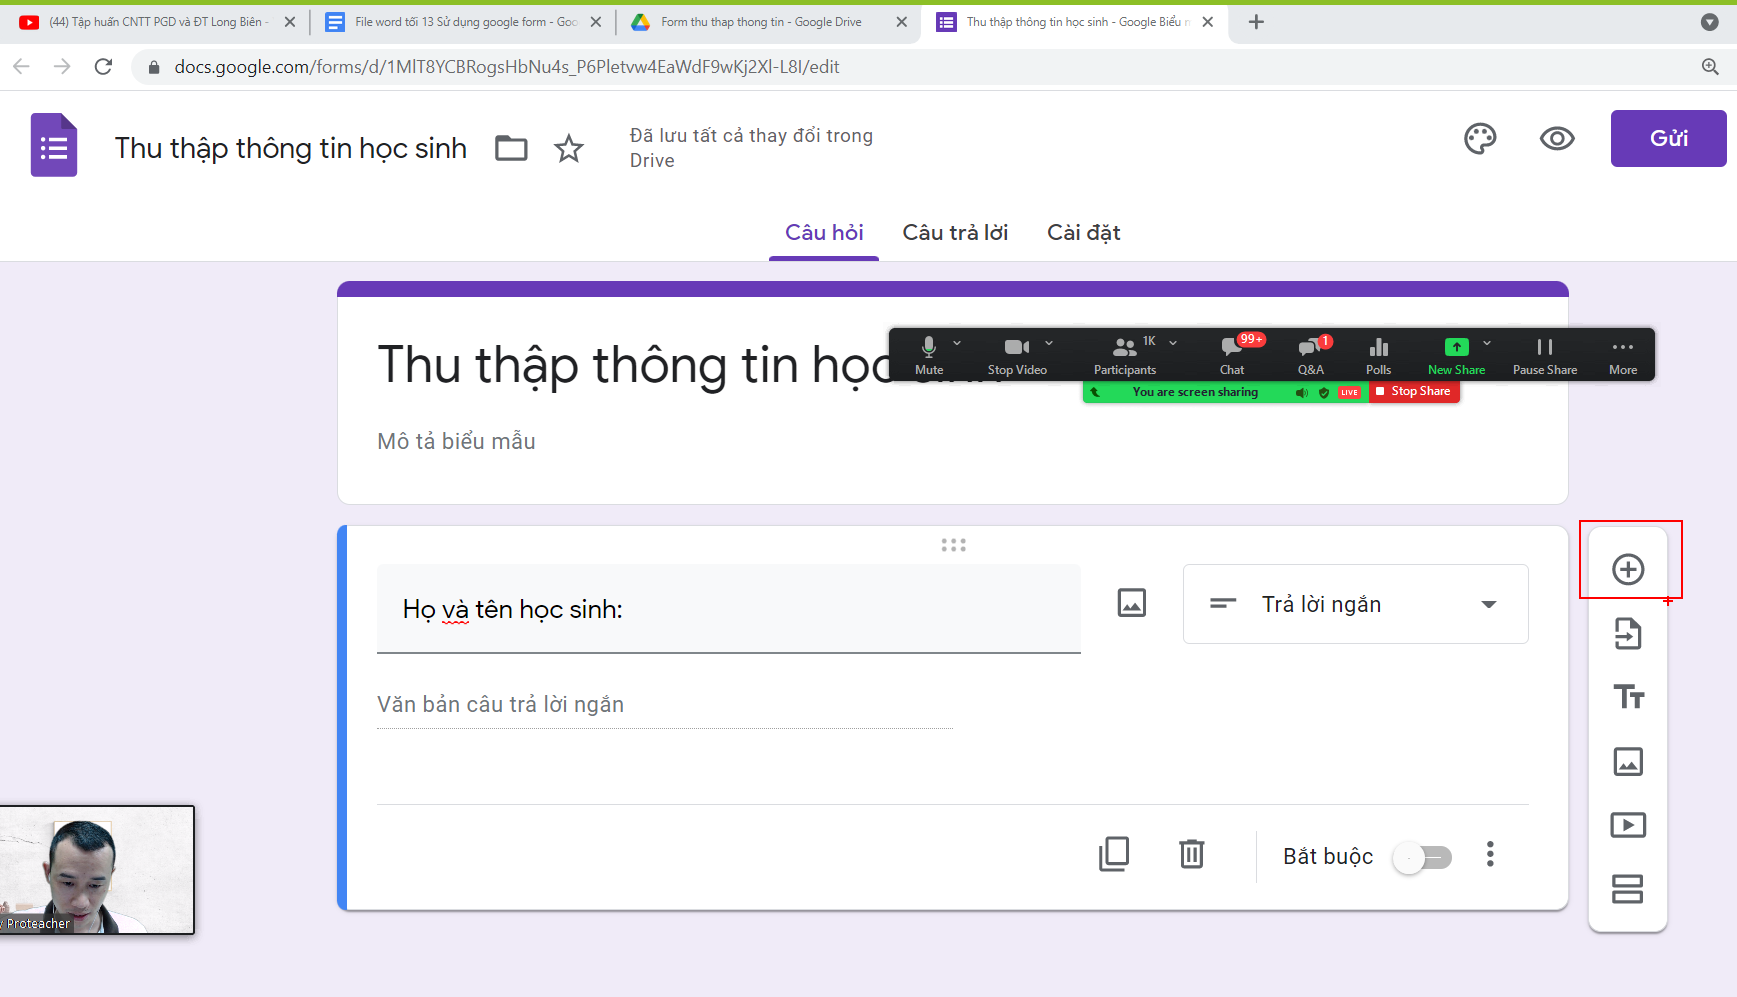 (44) Tập huấn CNTT PGD và ĐT Long Biên -
File word tối 13 Sử dụng google form - Goo
Form thu thap thong tin - Google Drive
Thu thập thông tin học sinh - Google Biểu n
docs.google.com/forms/d/1MlT8YCBRogsHbNu4s_P6Pletvw4EaWdF9wKj2Xl-L8I/edit
Thu thập thông tin học sinh
Đã lưu tất cả thay đổi trong
Drive
Gửi
Câu hỏi
Câu trả lời
Cài đặt
Thu thập thông tin học
Mute
Stop Video
1K
Participants
99+
Chat
1
Q&A
Polls
New Share
Pause Share
More
You are screen sharing
LIVE
Stop Share
Mô tả biểu mẫu
Họ và tên học sinh:
Trả lời ngắn
Văn bản câu trả lời ngắn
Tт
Bắt buộc
Proteacher